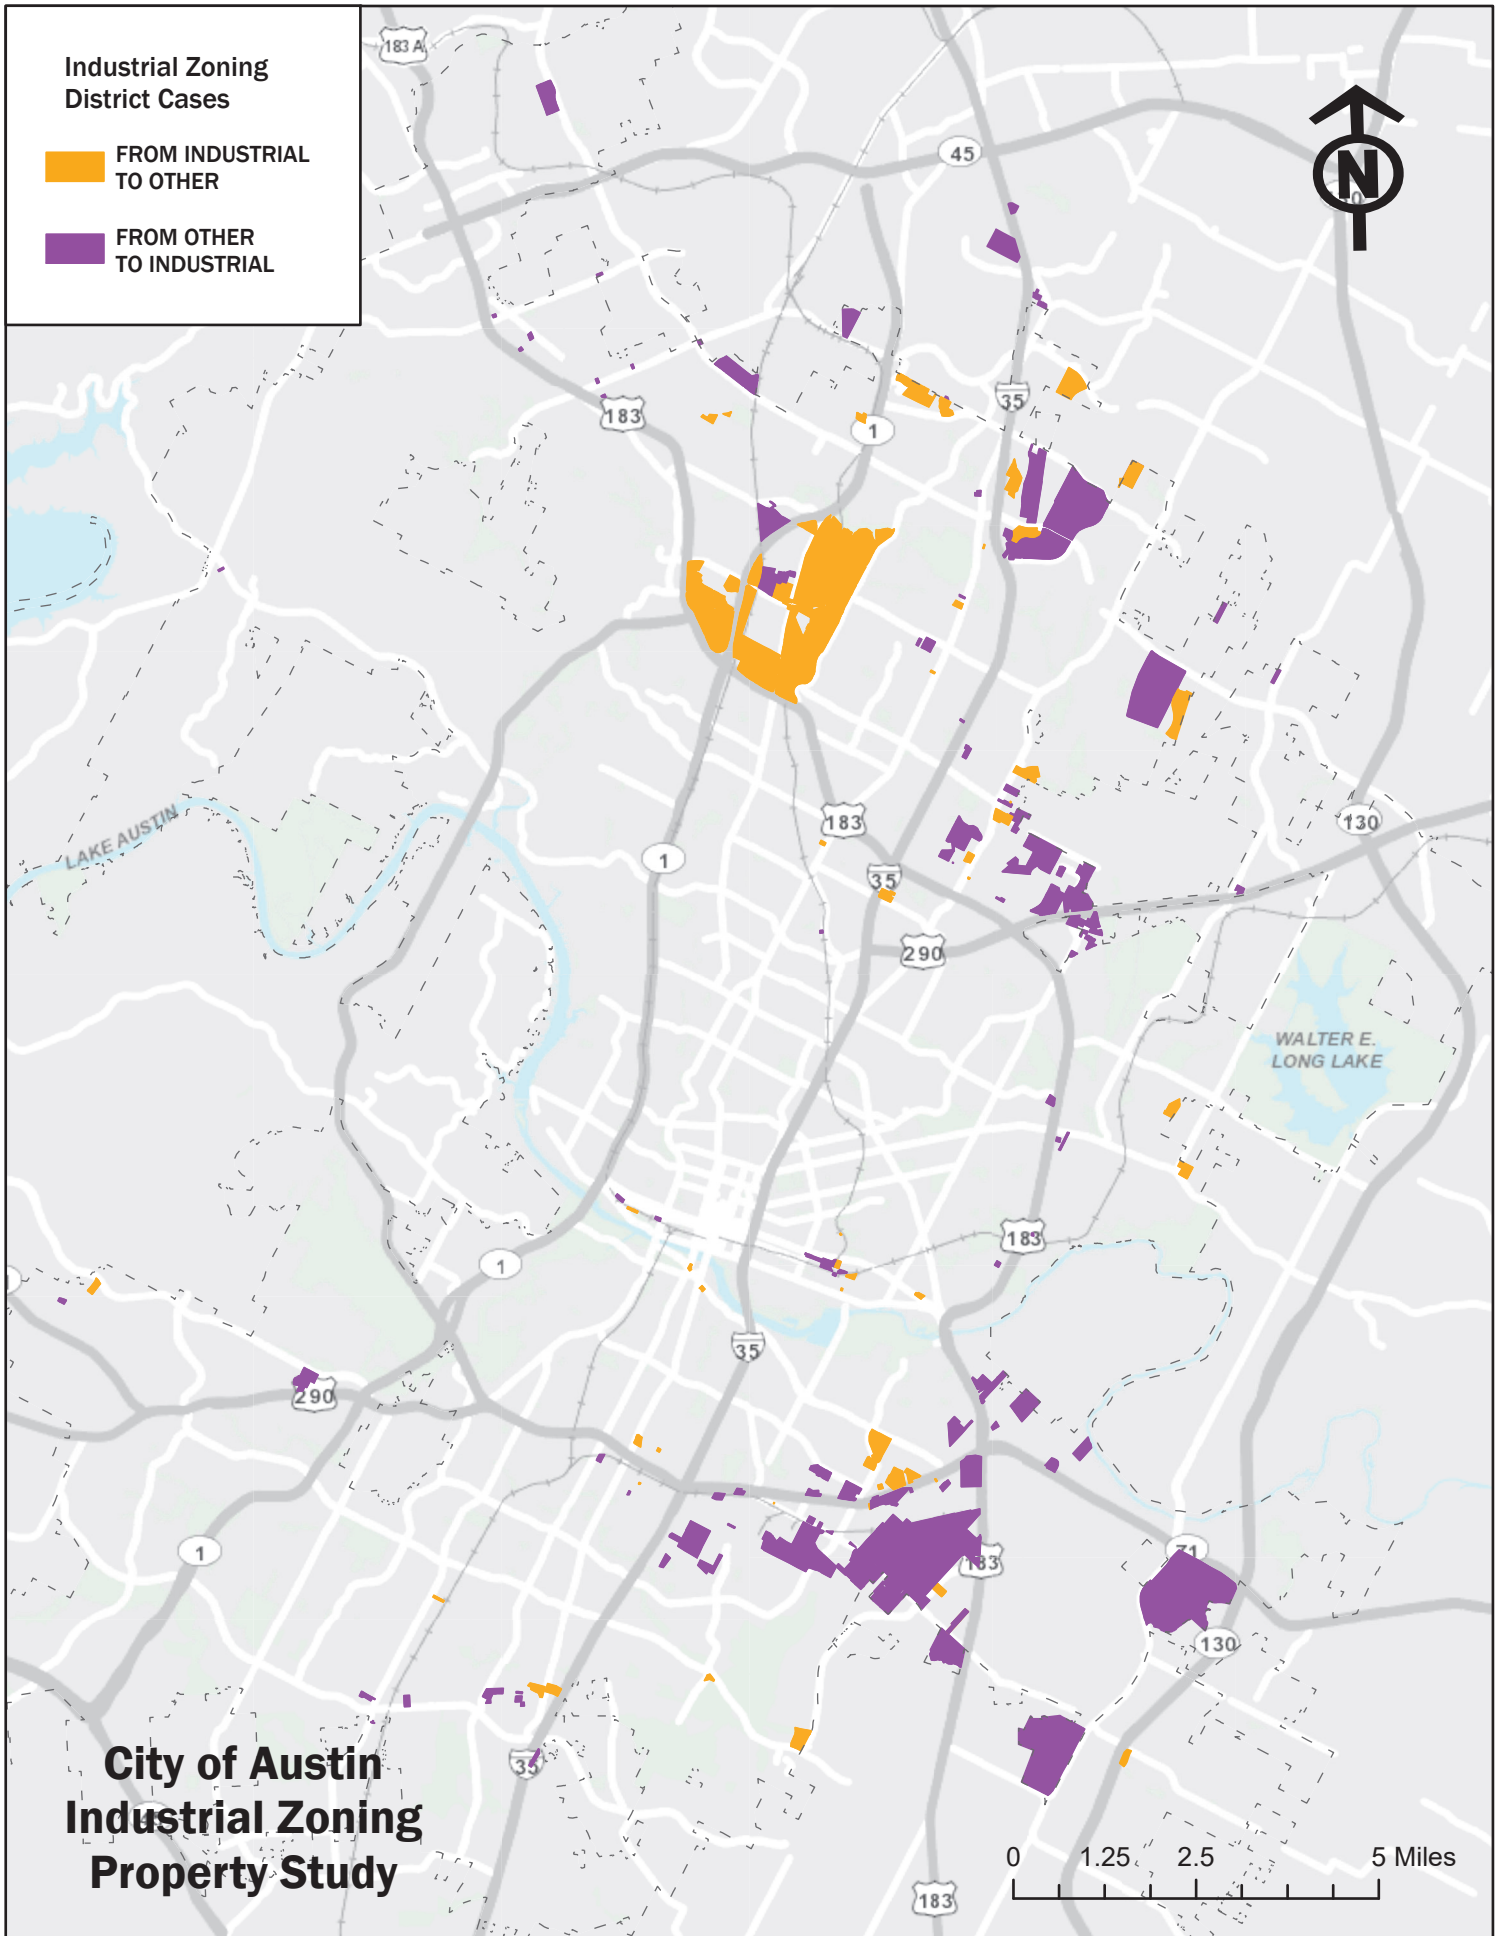 Industrial Zoning
District Cases
FROM INDUSTRIAL
TO OTHER
FROM OTHER
TO INDUSTRIAL
183 A
45
N
35
183
1
LAKE AUSTIN
183
130
1
35
290
WALTER E.
LONG LAKE
183
1
35
290
1
183
71
130
35
City of Austin
Industrial Zoning
Property Study
0 1.25 2.5 5 Miles
183